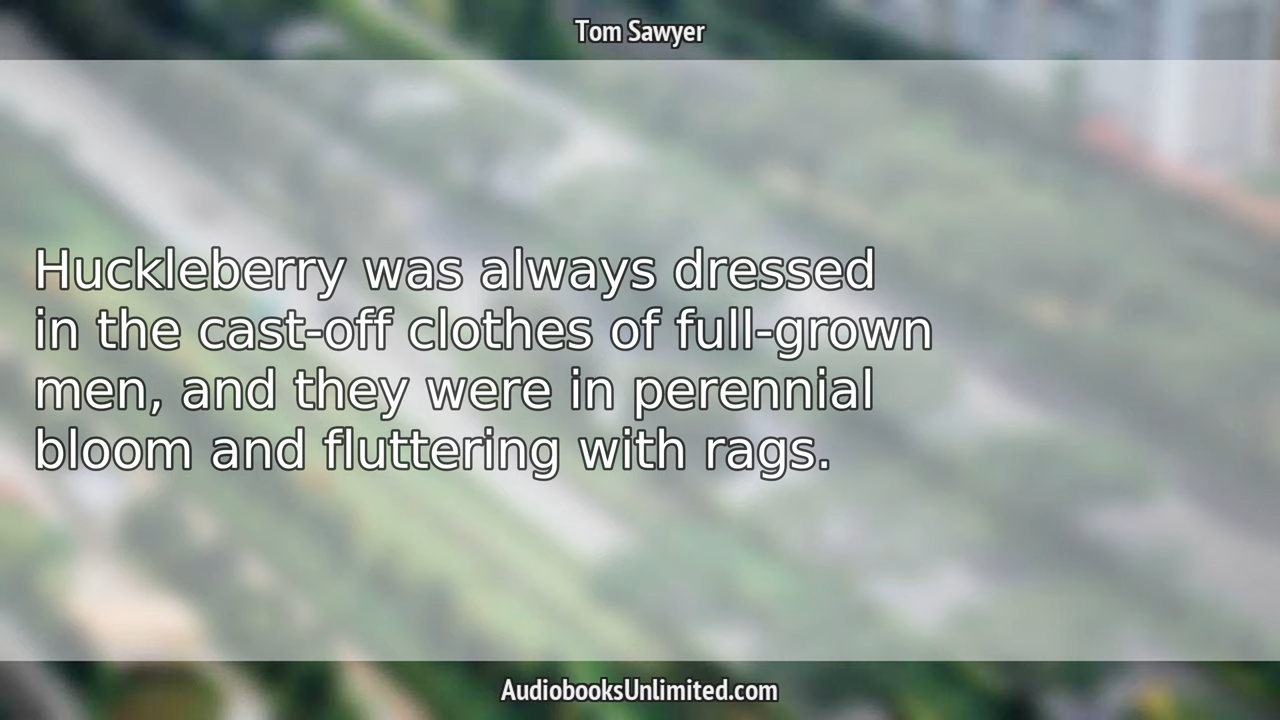 Tom Sawyer
Huckleberry was always dressed
in the cast-off clothes of full-grown
men, and they were in perennial
bloom and fluttering with rags.
AudiobooksUnlimited.com